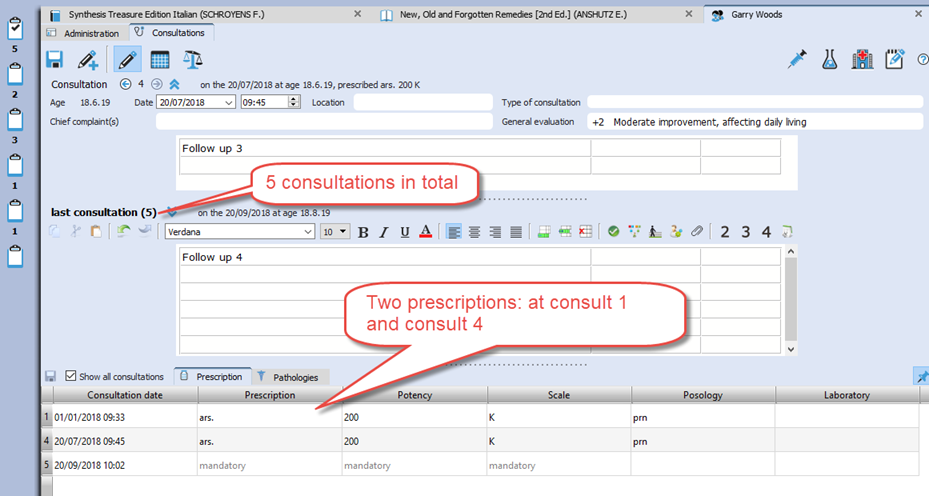 Synthesis Treasure Edition Italian (SCHROYENS F.)
New, Old and Forgotten Remedies [2nd Ed.] (ANSHUTZ E.)
Garry Woods
Administration
Consultations
5
2
3
1
1
Consultation 4 on the 20/07/2018 at age 18.6.19, prescribed ars. 200 K
Age 18.6.19 Date 20/07/2018 09:45 Location Type of consultation
Chief complaint(s) General evaluation +2 Moderate improvement, affecting daily living
Follow up 3
5 consultations in total
last consultation (5) on the 20/09/2018 at age 18.8.19
Verdana 10 B I U A 2 3 4
Follow up 4
Two prescriptions: at consult 1
and consult 4
Show all consultations Prescription Pathologies
Consultation date Prescription Potency Scale Posology Laboratory
1 01/01/2018 09:33 ars. 200 K prn
4 20/07/2018 09:45 ars. 200 K prn
5 20/09/2018 10:02 mandatory mandatory mandatory